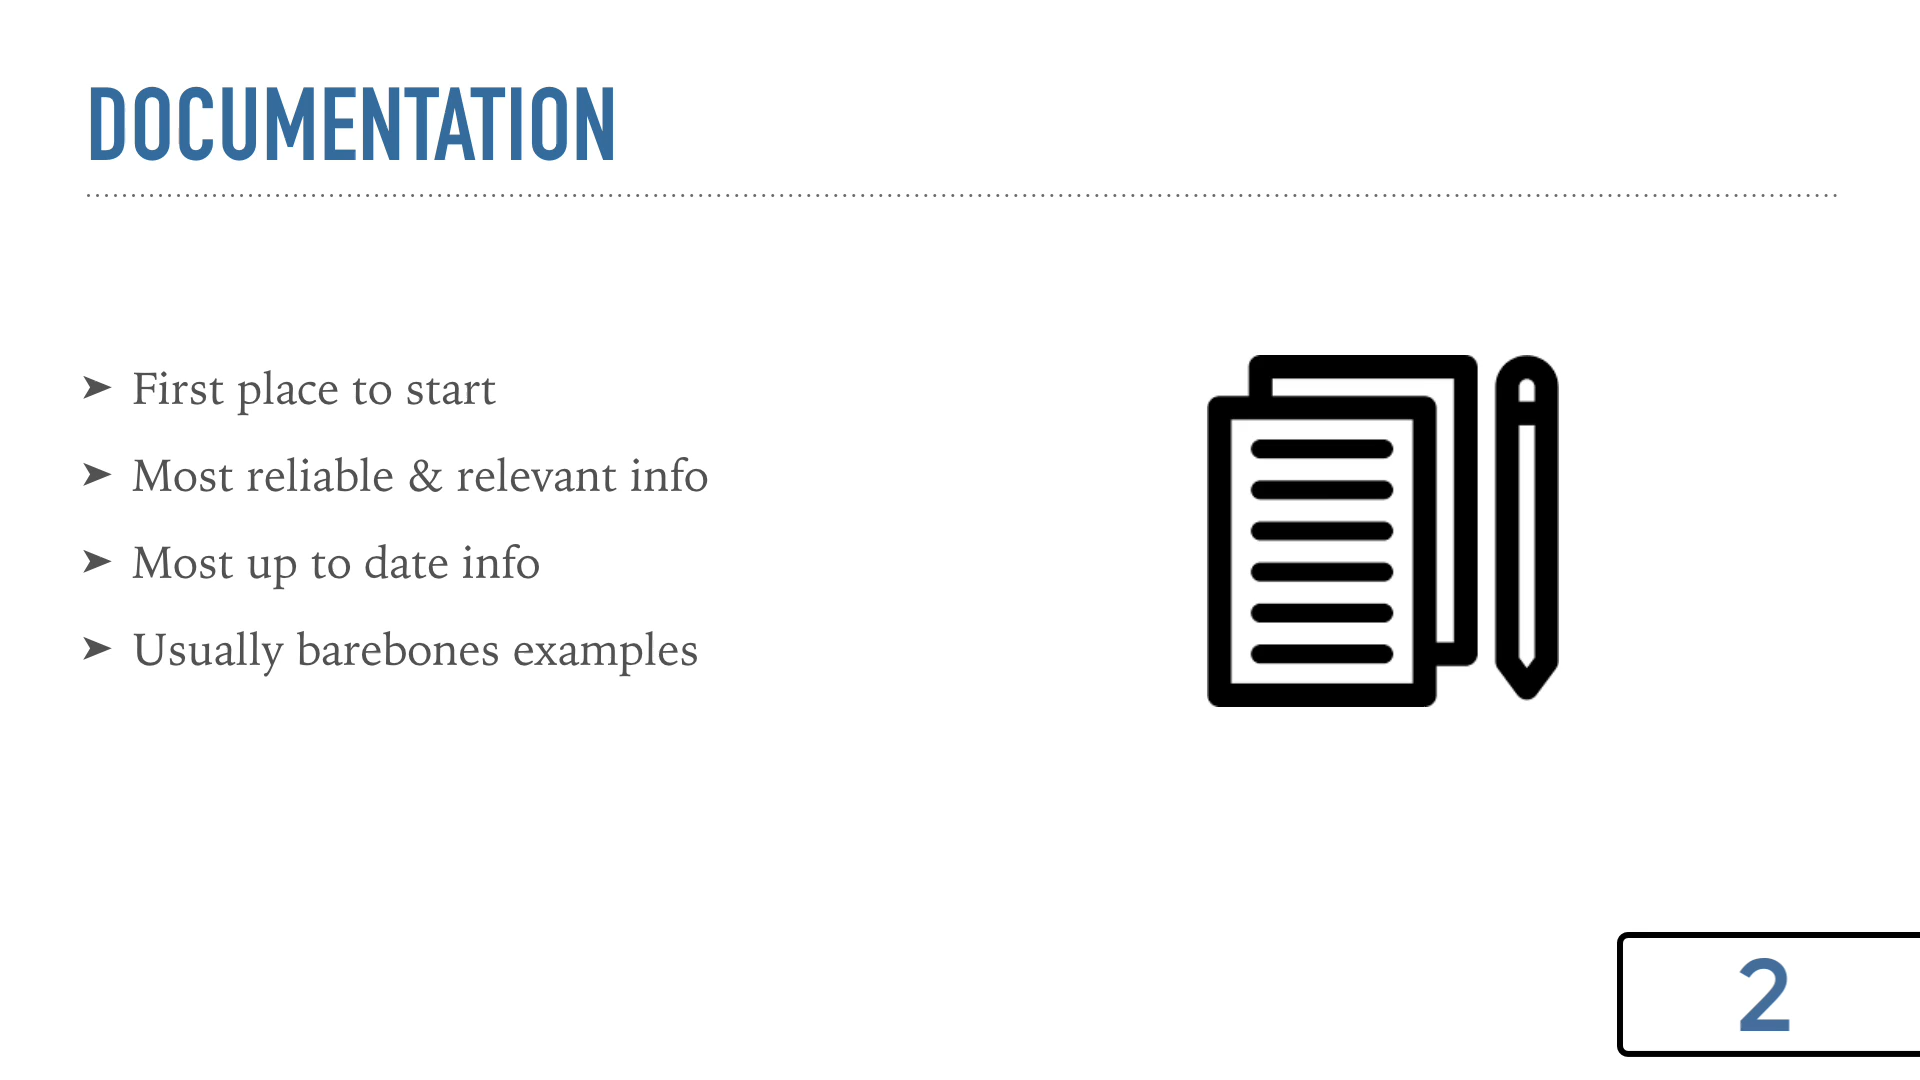 DOCUMENTATION
➤ First place to start
➤ Most reliable & relevant info
➤ Most up to date info
➤ Usually barebones examples
2